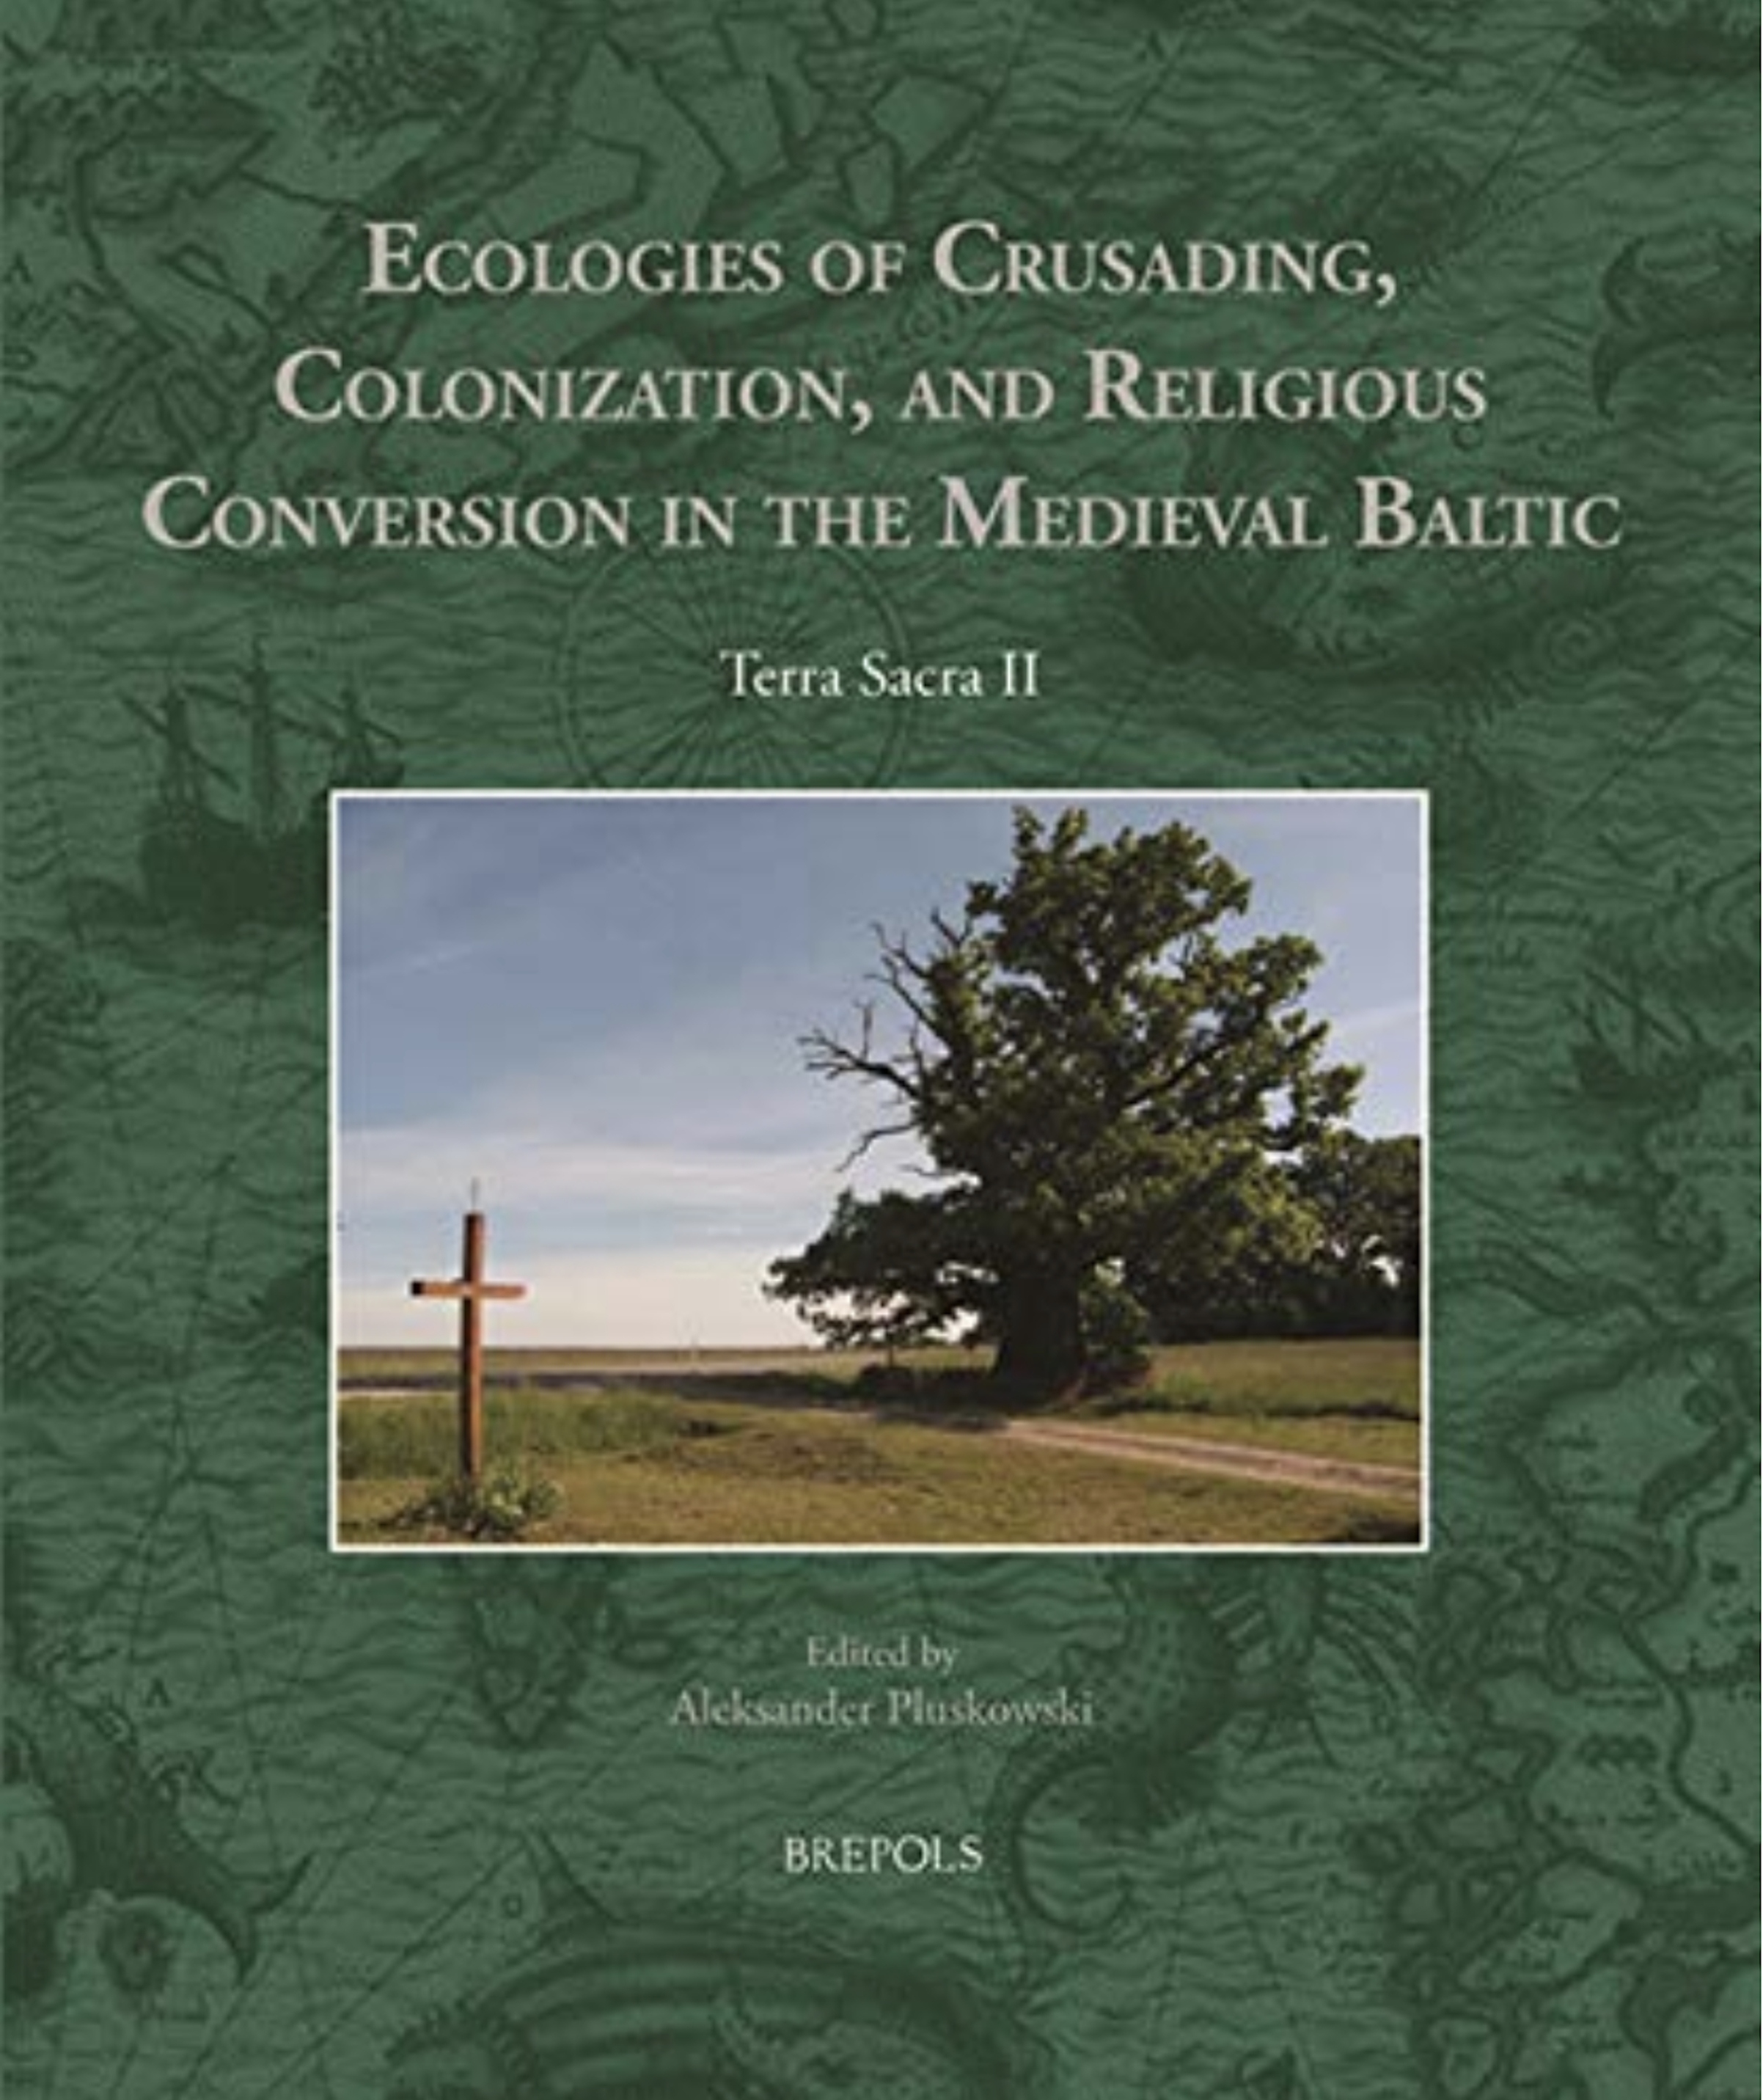 Ecologies of Crusading,
Colonization, and Religious
Conversion in the Medieval Baltic
Terra Sacra II
Edited by
Aleksander Pluskowski
BREPOLS